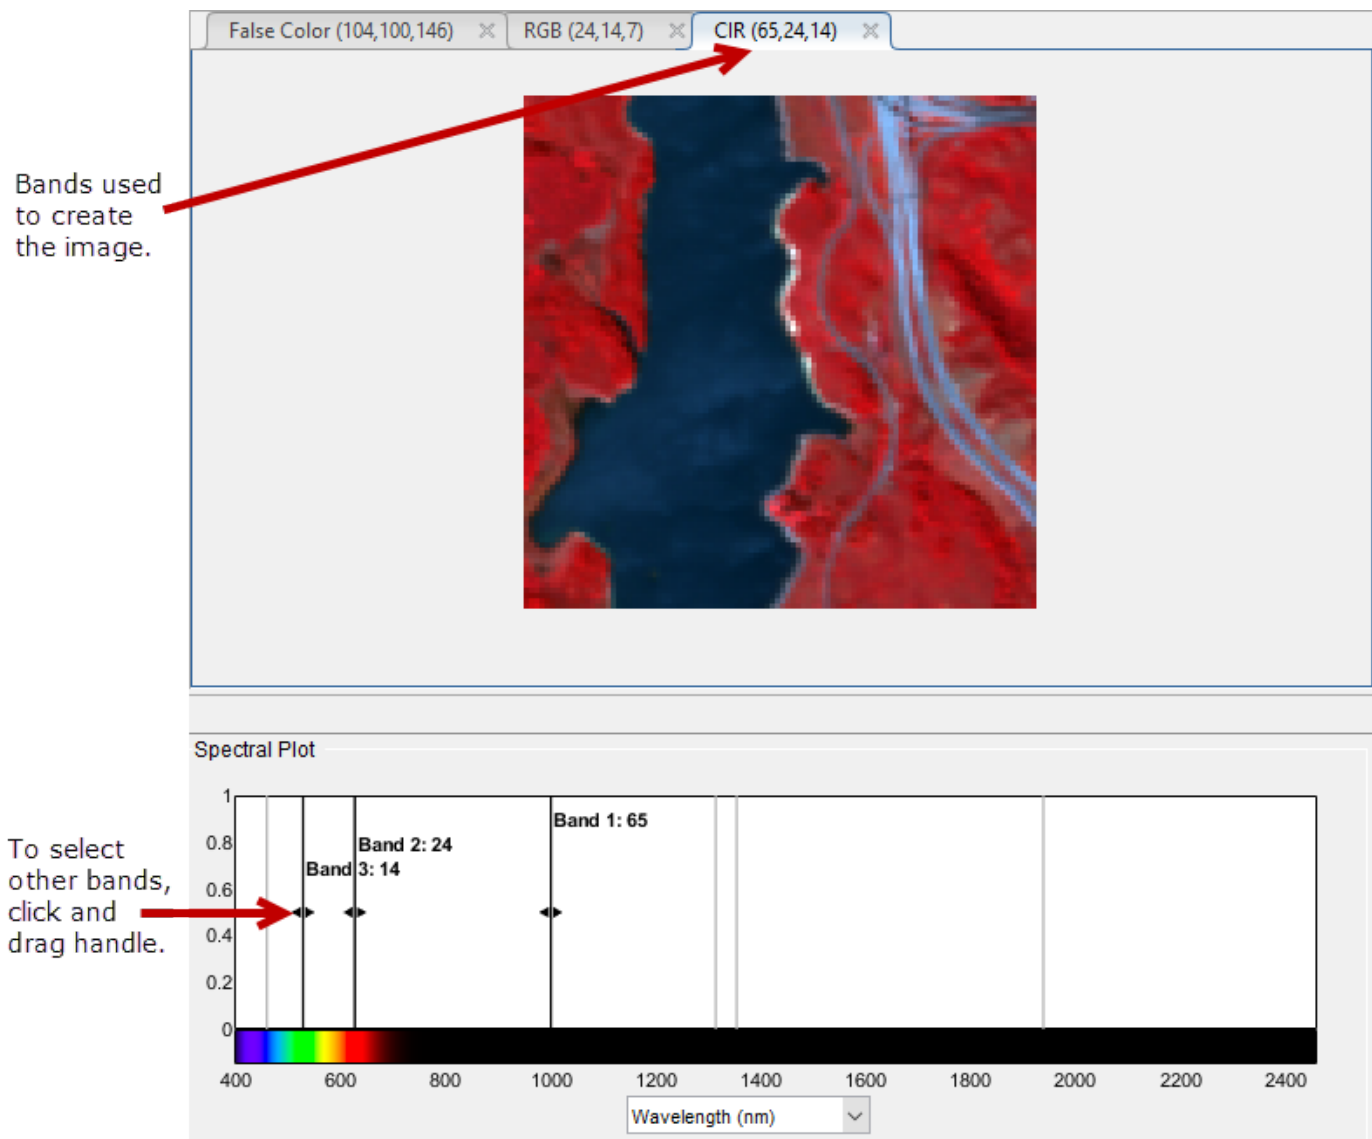 False Color (104,100,146)
RGB (24,14,7)
CIR (65,24,14)
Bands used
to create
the image.
Spectral Plot
1
0.8
0.6
0.4
0.2
0
Band 1: 65
Band 2: 24
Band 3: 14
To select
other bands,
click and
drag handle.
400 600 800 1000 1200 1400 1600 1800 2000 2200 2400
Wavelength (nm)